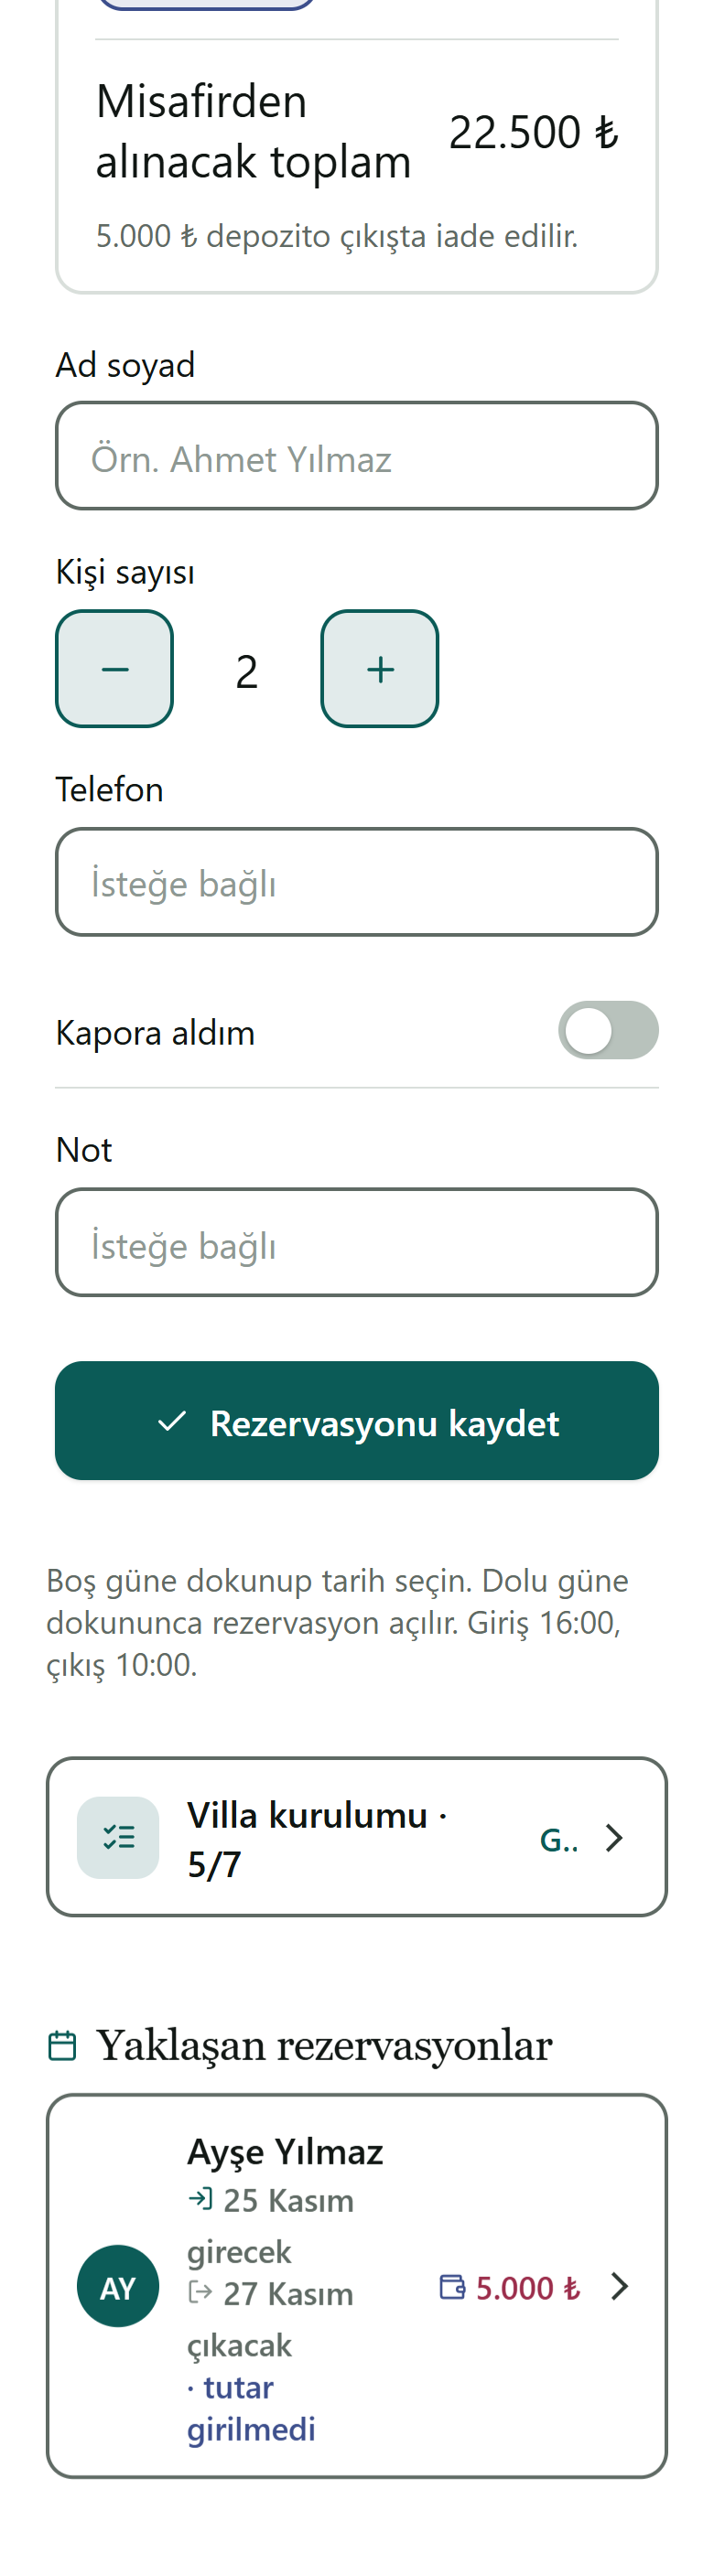 Misafirden
alınacak toplam
22.500 ₺
5.000 ₺ depozito çıkışta iade edilir.
Ad soyad
Örn. Ahmet Yılmaz
Kişi sayısı
2
Telefon
İsteğe bağlı
Kapora aldım
Not
İsteğe bağlı
Rezervasyonu kaydet
Boş güne dokunup tarih seçin. Dolu güne
dokununca rezervasyon açılır. Giriş 16:00,
çıkış 10:00.
Villa kurulumu ·
5/7
G..
Yaklaşan rezervasyonlar
AY
Ayşe Yılmaz
25 Kasım
girecek
27 Kasım
çıkacak
· tutar
girilmedi
5.000 ₺